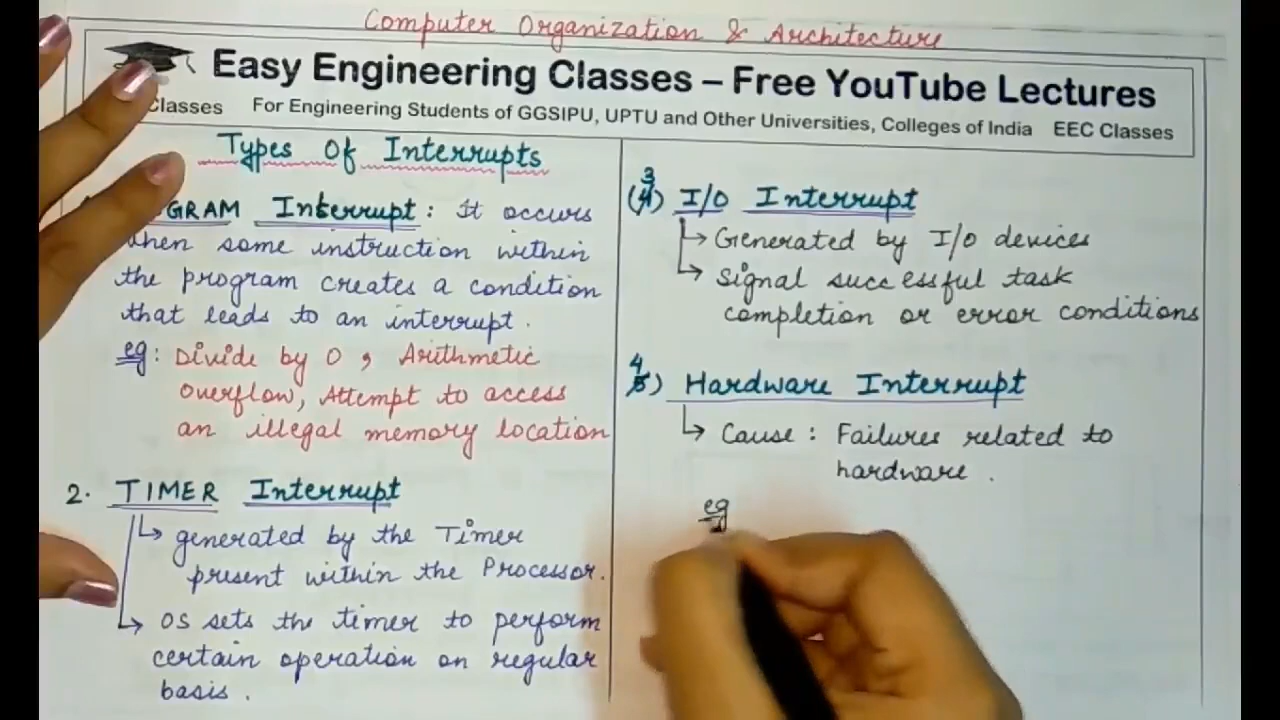 Computer Organization & Architecture
Easy Engineering Classes – Free YouTube Lectures
Classes For Engineering Students of GGSIPU, UPTU and Other Universities, Colleges of India EEC Classes
Types Of Interrupts
GRAM Interrupt: It occurs
when some instruction within
the program creates a condition
that leads to an interrupt.
eg: Divide by 0, Arithmetic
Overflow, Attempt to access
an illegal memory location
2. TIMER Interrupt
↳ generated by the Timer
present within the Processor.
↳ OS sets the timer to perform
certain operation on regular
basis.
3
(4) I/O Interrupt
↳ Generated by I/O devices
↳ Signal successful task
completion or error conditions
4
5) Hardware Interrupt
↳ Cause: Failures related to
hardware.
eg